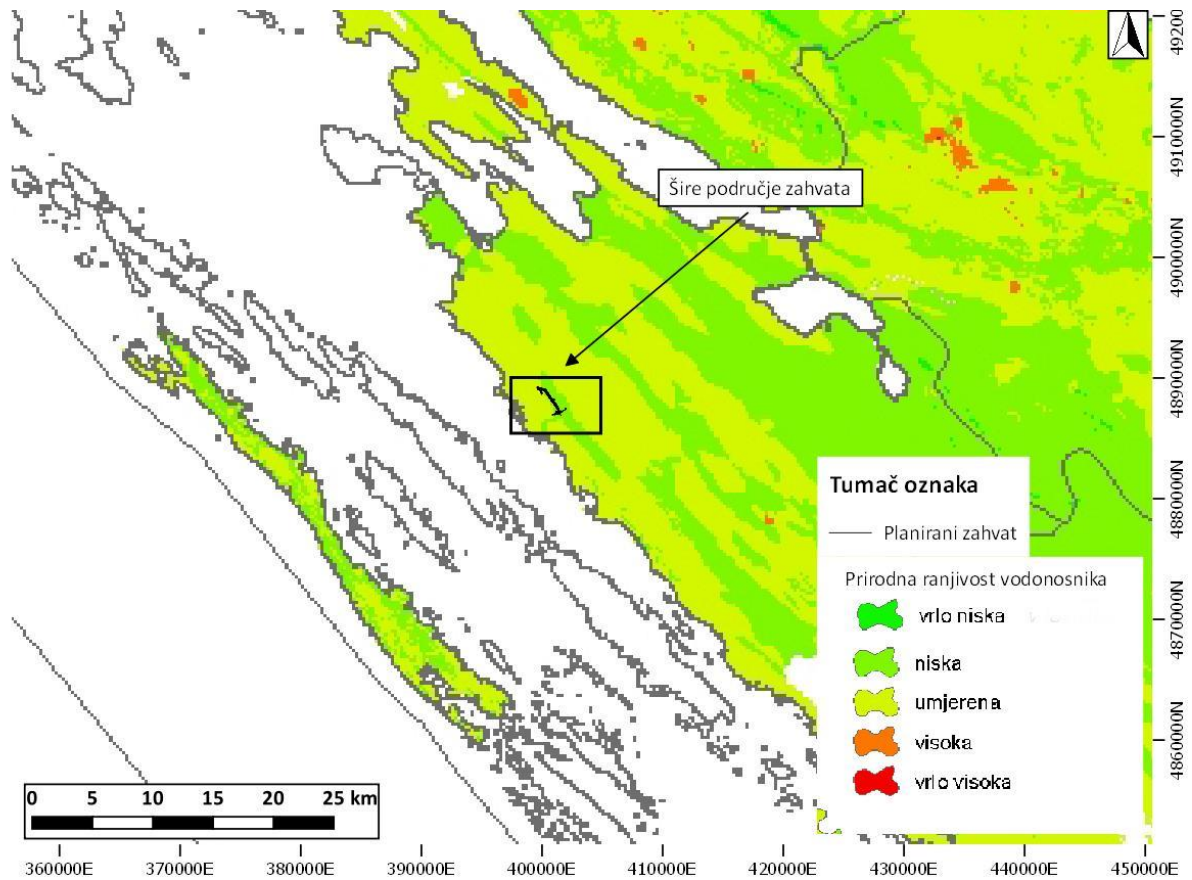 49200
4910000N
4900000N
4890000N
4880000N
4870000N
4860000N
Šire područje zahvata
Tumač oznaka
Planirani zahvat
Prirodna ranjivost vodonosnika
vrlo niska
niska
umjerena
visoka
vrlo visoka
0 5 10 15 20 25 km
360000E 370000E 380000E 390000E 400000E 410000E 420000E 430000E 440000E 450000E